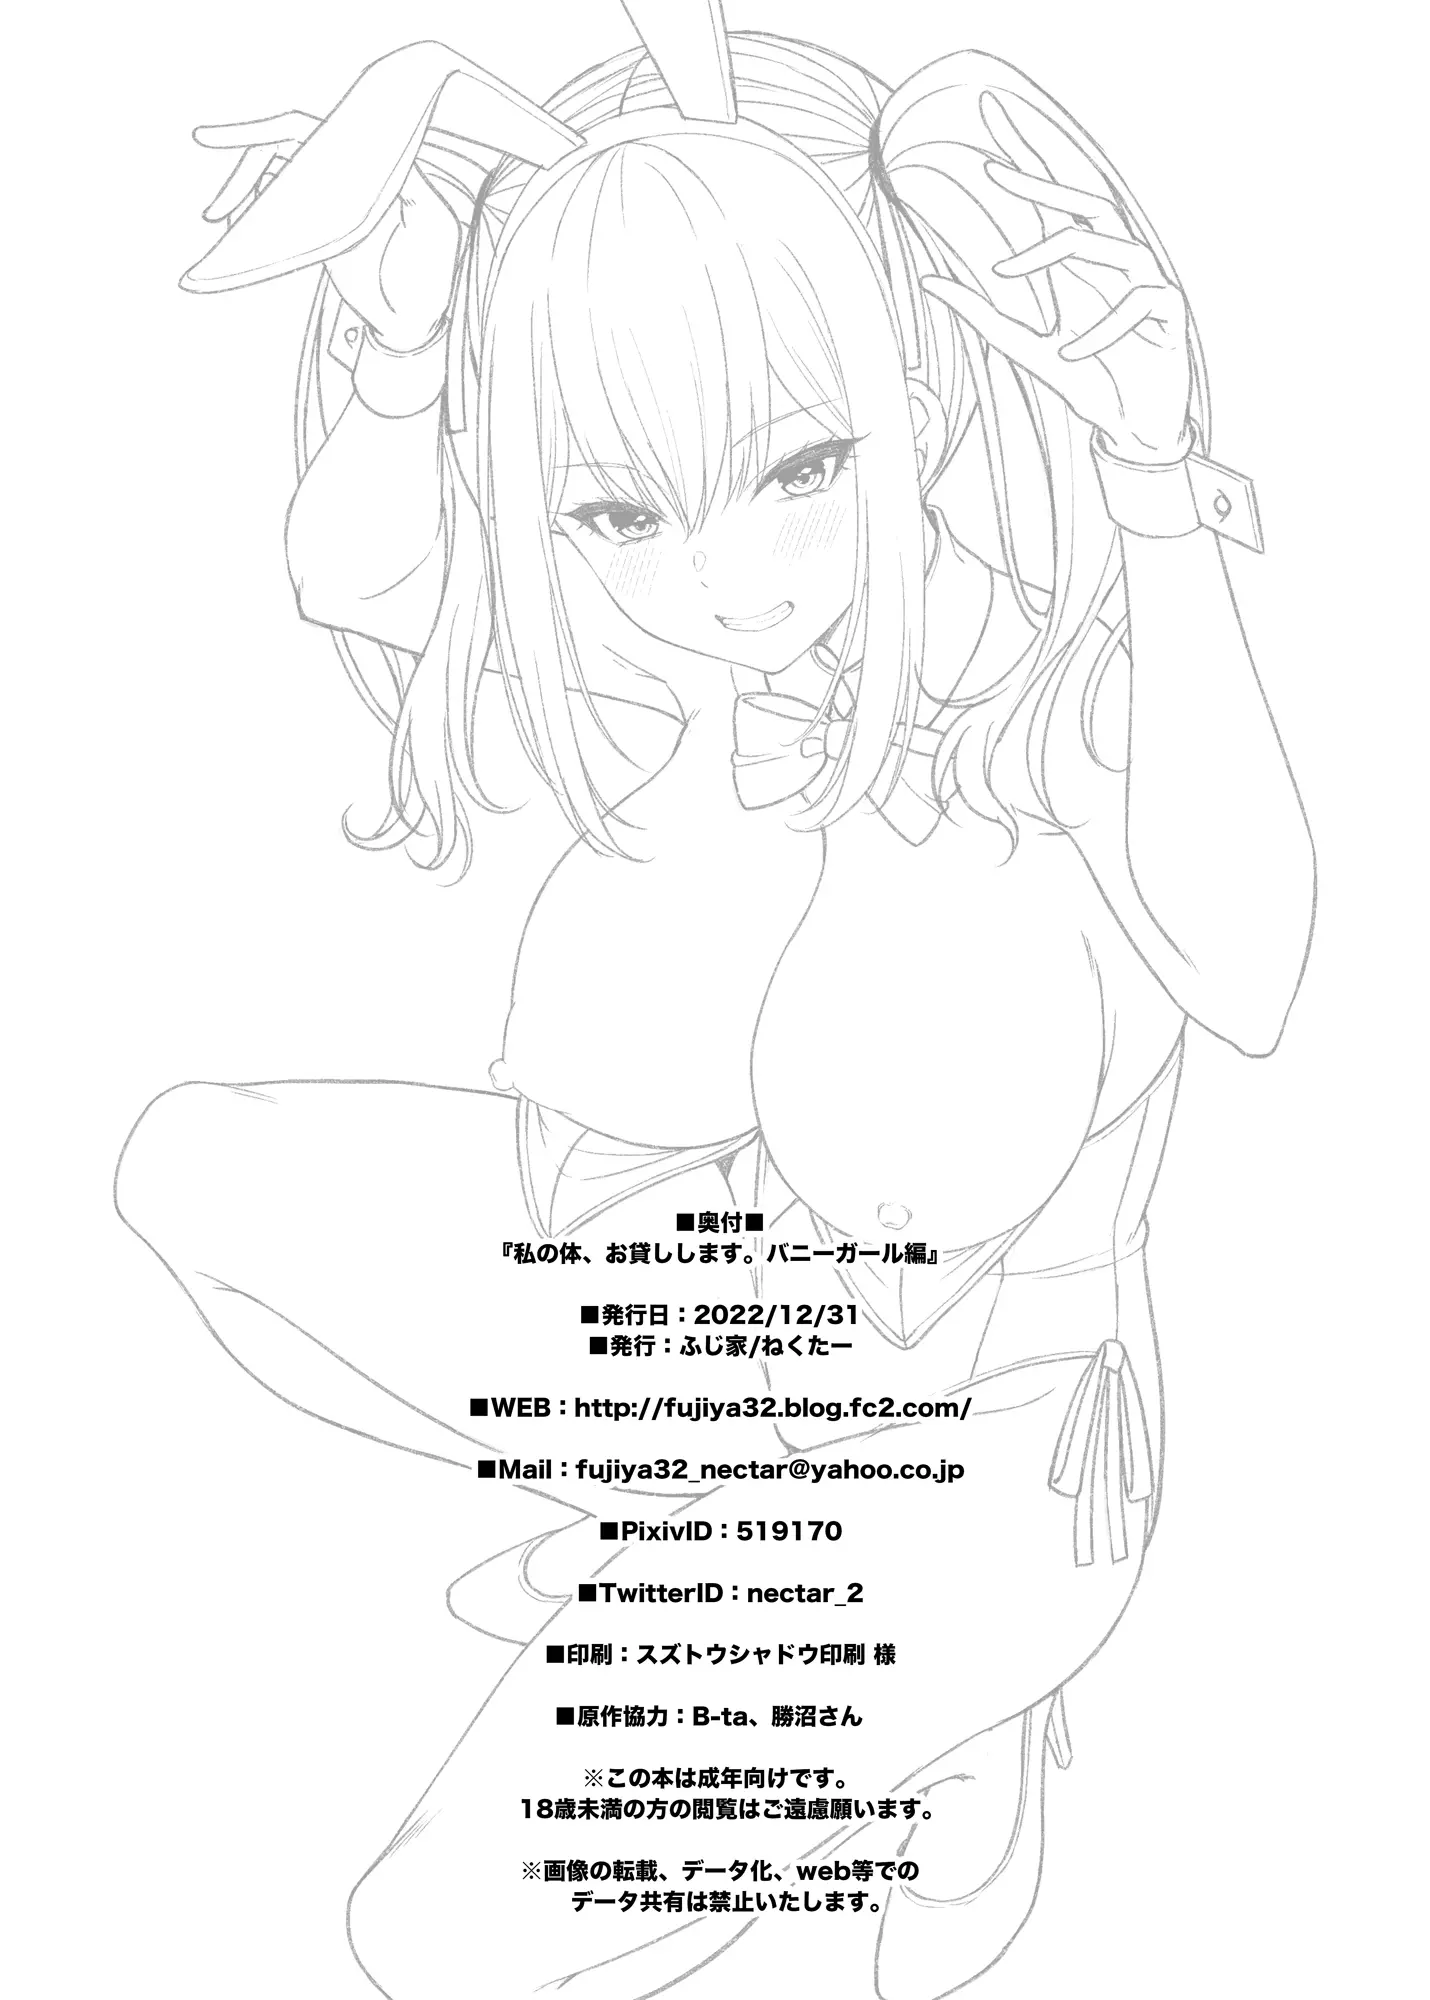 ■奥付■
『私の体、お貸しします。バニーガール編』
■発行日：2022/12/31
■発行：ふじ家/ねくたー
■WEB：http://fujiya32.blog.fc2.com/
■Mail：fujiya32_nectar@yahoo.co.jp
■PixivID：519170
■TwitterID：nectar_2
■印刷：スズトウシャドウ印刷 様
■原作協力：B-ta、勝沼さん
※この本は成年向けです。
18歳未満の方の閲覧はご遠慮願います。
※画像の転載、データ化、web等での
データ共有は禁止いたします。